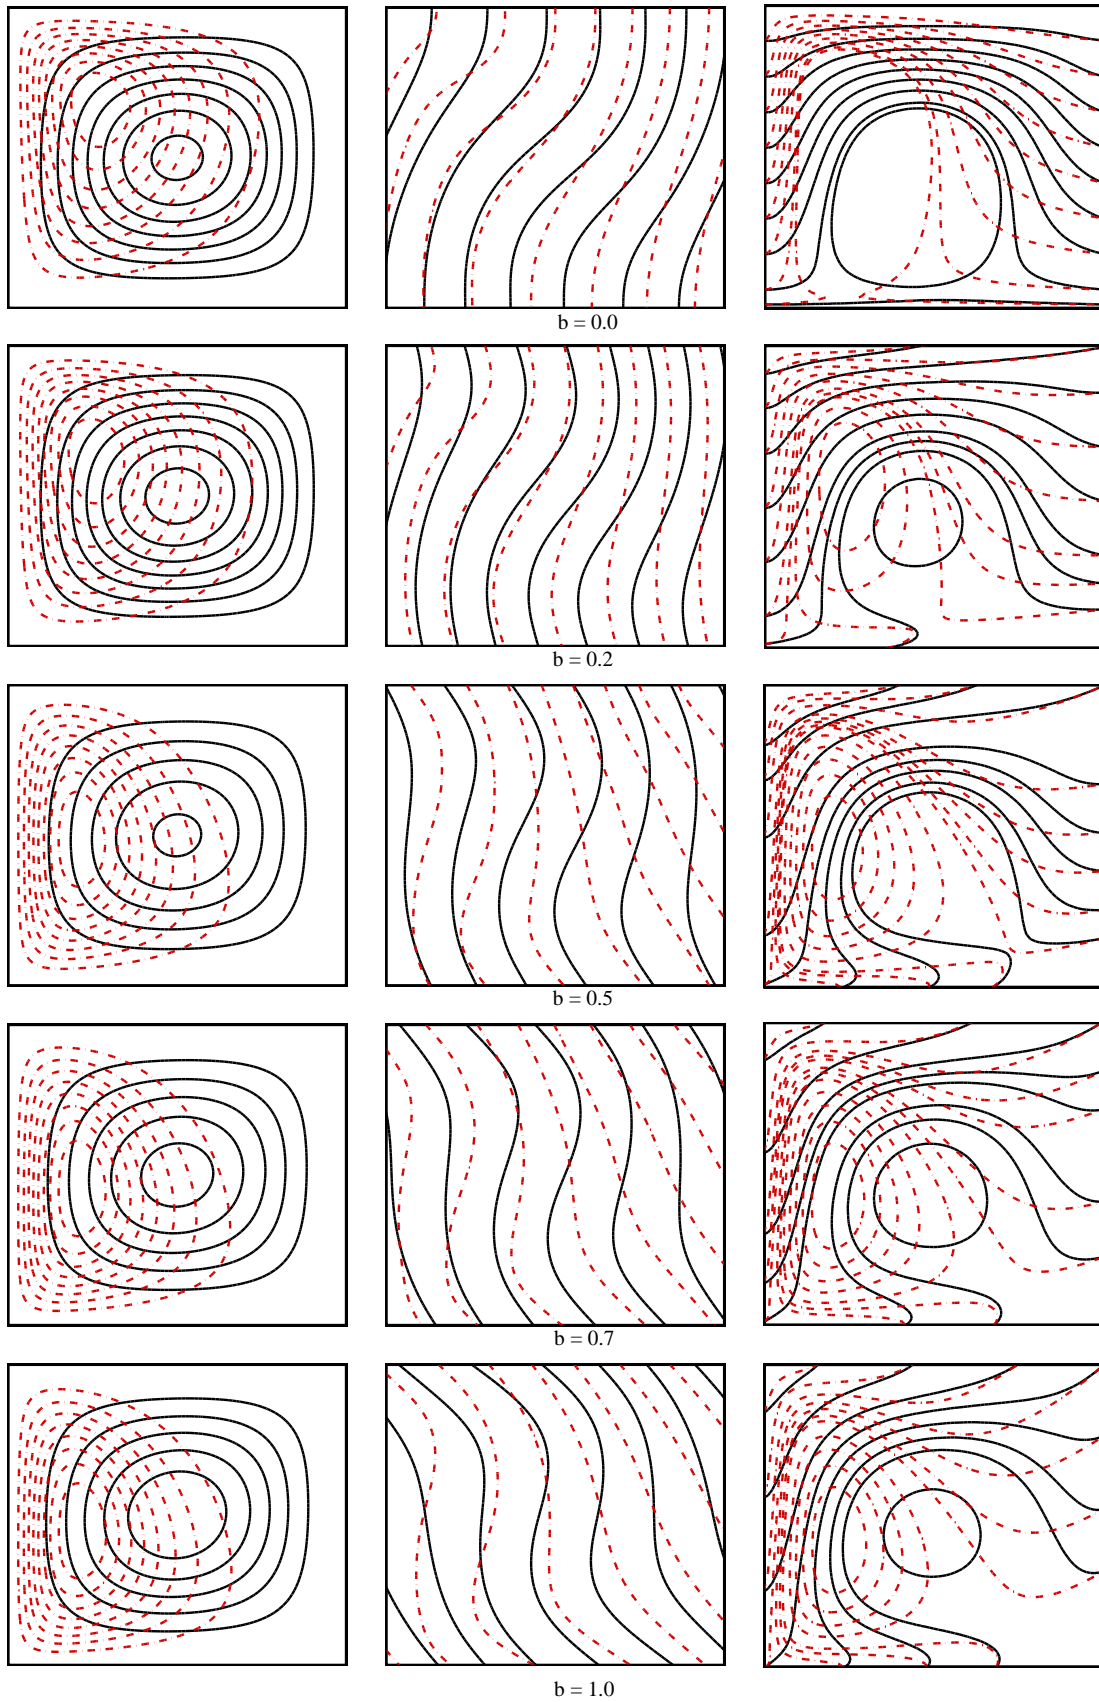 b = 0.0
b = 0.2
b = 0.5
b = 0.7
b = 1.0